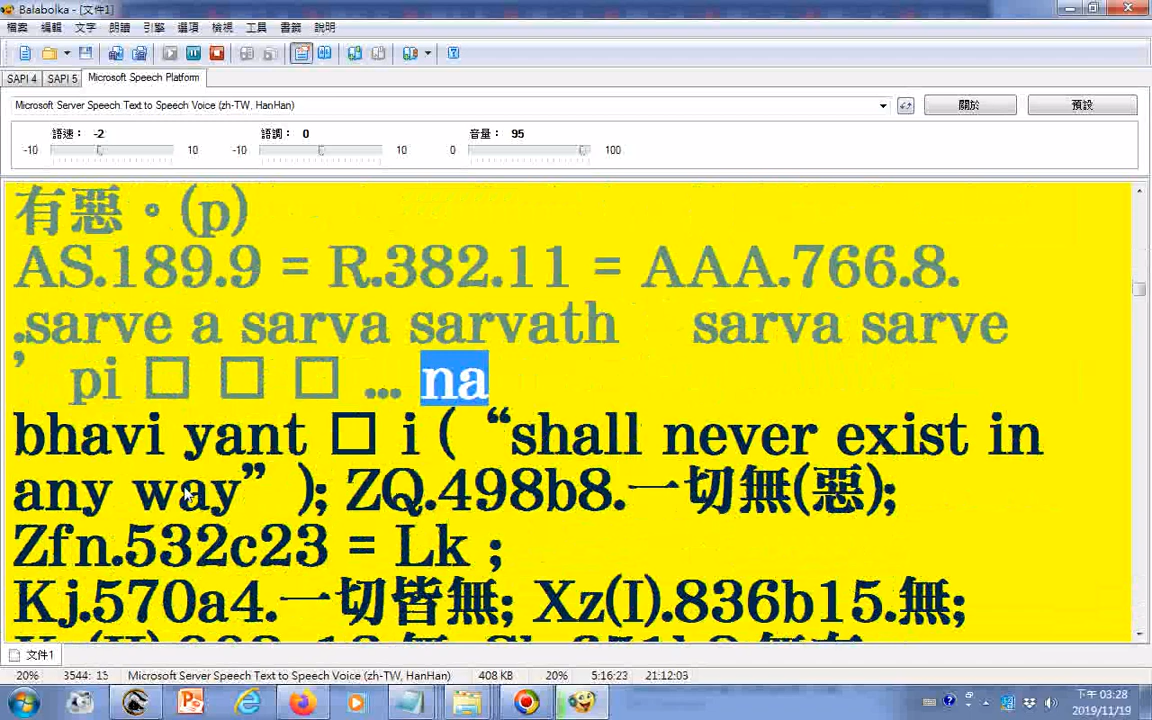 Balabolka - [文件1]
檔案 編輯 文字 朗讀 引擎 選項 檢視 工具 書籤 說明
SAPI 4 SAPI 5 Microsoft Speech Platform
Microsoft Server Speech Text to Speech Voice (zh-TW, HanHan)
關於 預設
語速： -2 語調： 0 音量： 95
-10 10 -10 10 0 100
有惡。(p)
AS.189.9 = R.382.11 = AAA.766.8.
.sarve a sarva sarvath sarva sarve
’ pi □ □ □ ... na
bhavi yant □ i ( “shall never exist in
any way” ); ZQ.498b8.一切無(惡);
Zfn.532c23 = Lk ;
Kj.570a4.一切皆無; Xz(I).836b15.無;
文件1
20% 3544: 15 Microsoft Server Speech Text to Speech Voice (zh-TW, HanHan) 408 KB 20% 5:16:23 21:12:03
下午 03:28
2019/11/19